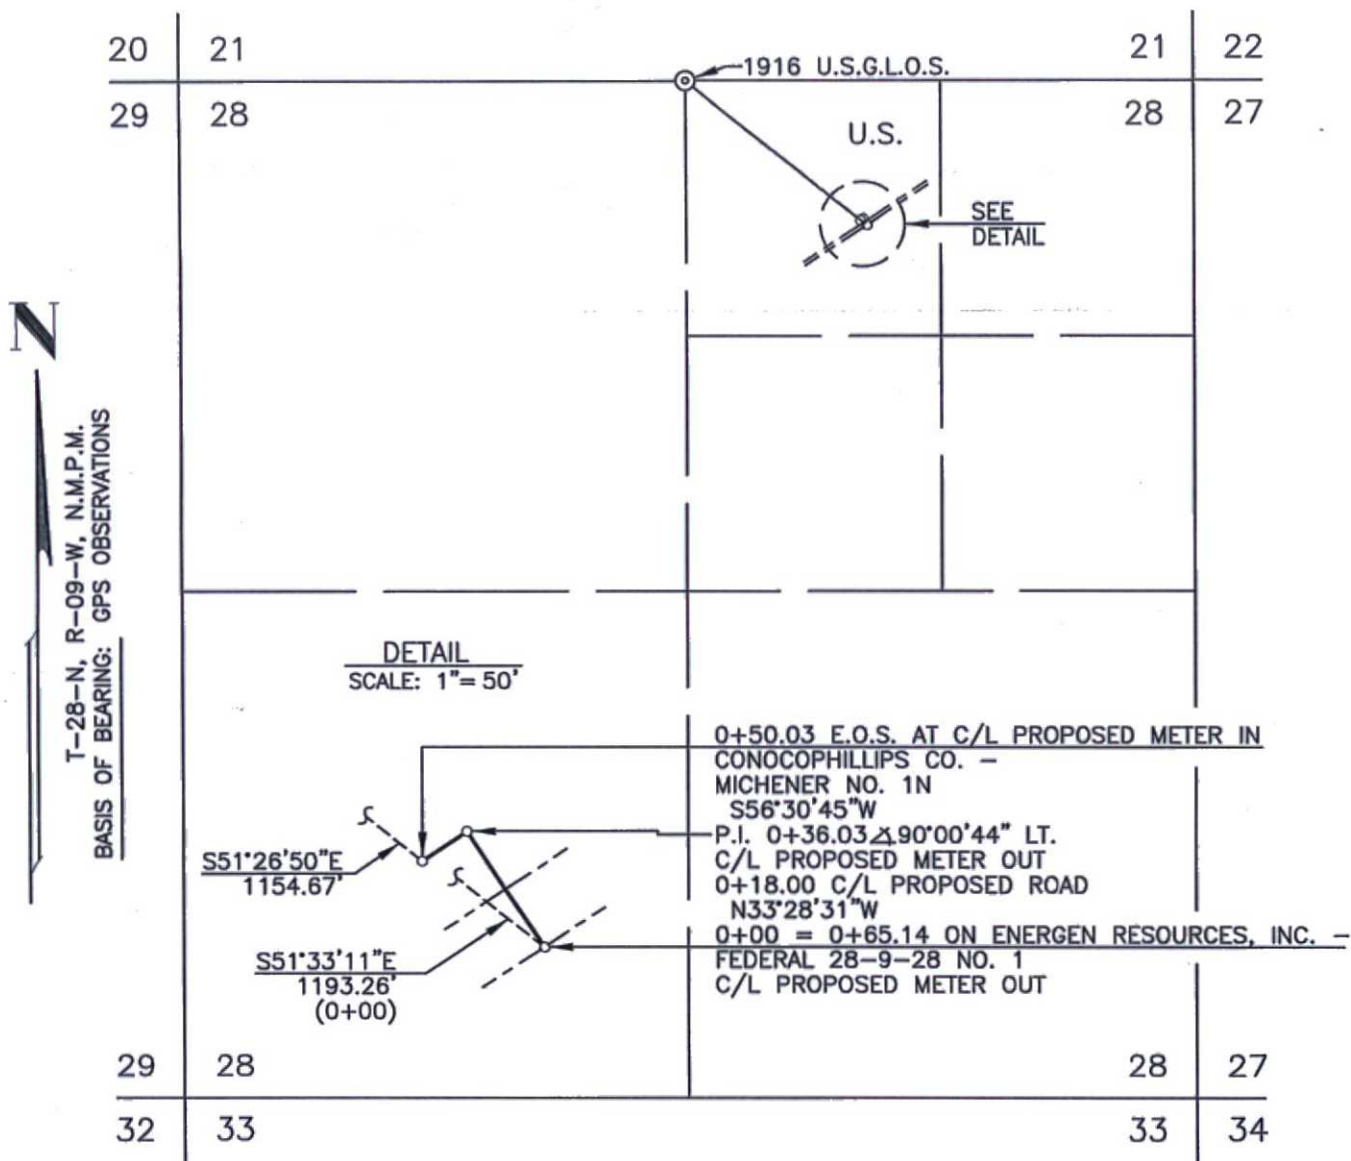 20 21 21 22
1916 U.S.G.L.O.S.
29 28 28 27
U.S.
SEE
DETAIL
N
T-28-N, R-09-W, N.M.P.M.
BASIS OF BEARING: GPS OBSERVATIONS
DETAIL
SCALE: 1"= 50'
0+50.03 E.O.S. AT C/L PROPOSED METER IN
CONOCOPHILLIPS CO. -
MICHENER NO. 1N
S56°30'45"W
P.I. 0+36.03∡90°00'44" LT.
C/L PROPOSED METER OUT
0+18.00 C/L PROPOSED ROAD
N33°28'31"W
0+00 = 0+65.14 ON ENERGEN RESOURCES, INC. -
FEDERAL 28-9-28 NO. 1
C/L PROPOSED METER OUT
S51°26'50"E
1154.67'
S51°33'11"E
1193.26'
(0+00)
29 28 28 27
32 33 33 34